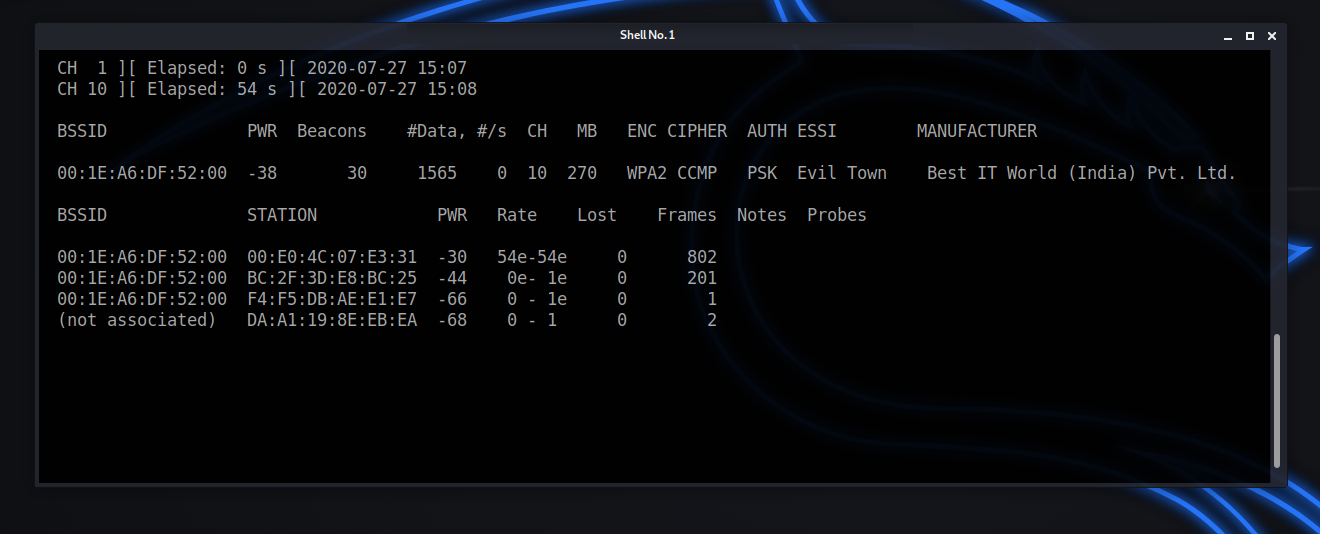 Shell No. 1
CH  1 ][ Elapsed: 0 s ][ 2020-07-27 15:07
CH 10 ][ Elapsed: 54 s ][ 2020-07-27 15:08
BSSID              PWR  Beacons    #Data, #/s  CH   MB   ENC CIPHER  AUTH ESSI        MANUFACTURER
00:1E:A6:DF:52:00  -38       30     1565    0  10  270   WPA2 CCMP   PSK  Evil Town    Best IT World (India) Pvt. Ltd.
BSSID              STATION            PWR   Rate    Lost    Frames  Notes  Probes
00:1E:A6:DF:52:00  00:E0:4C:07:E3:31  -30   54e-54e     0      802
00:1E:A6:DF:52:00  BC:2F:3D:E8:BC:25  -44    0e- 1e     0      201
00:1E:A6:DF:52:00  F4:F5:DB:AE:E1:E7  -66    0 - 1e     0        1
(not associated)   DA:A1:19:8E:EB:EA  -68    0 - 1      0        2